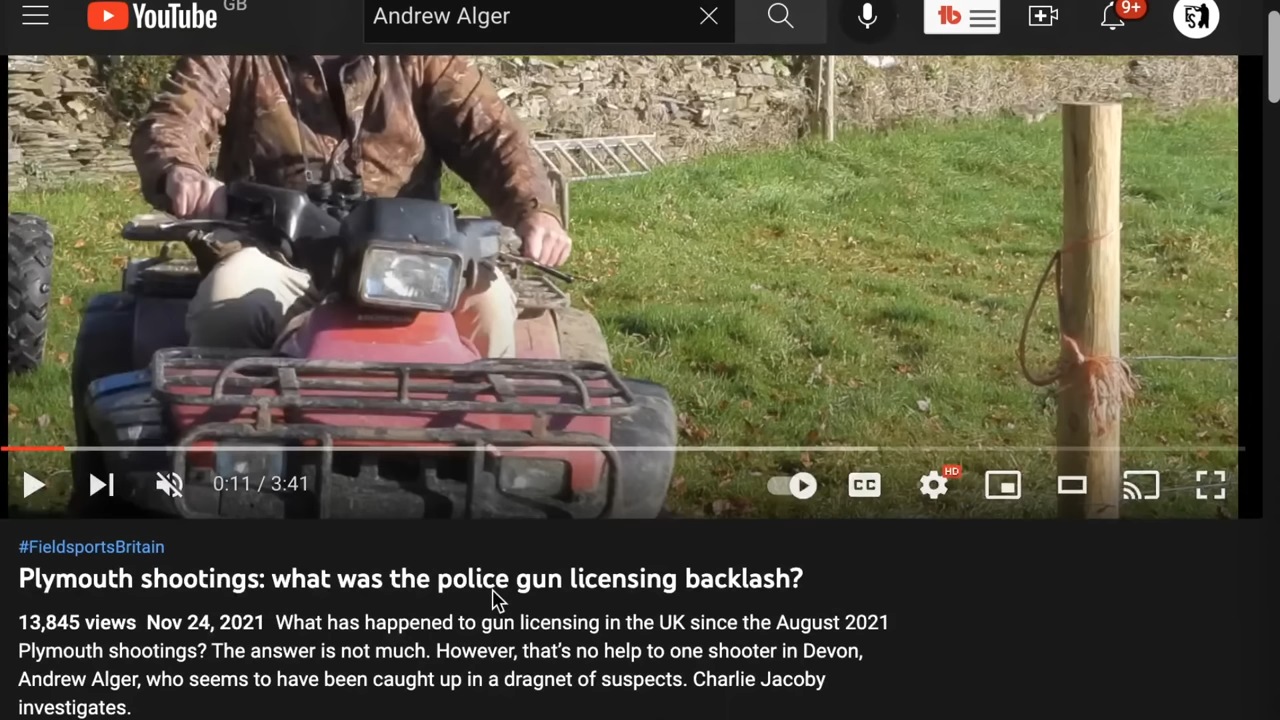 YouTube GB
Andrew Alger
9+
HD
CC
0:11 / 3:41
#FieldsportsBritain
Plymouth shootings: what was the police gun licensing backlash?
13,845 views Nov 24, 2021 What has happened to gun licensing in the UK since the August 2021
Plymouth shootings? The answer is not much. However, that’s no help to one shooter in Devon,
Andrew Alger, who seems to have been caught up in a dragnet of suspects. Charlie Jacoby
investigates.